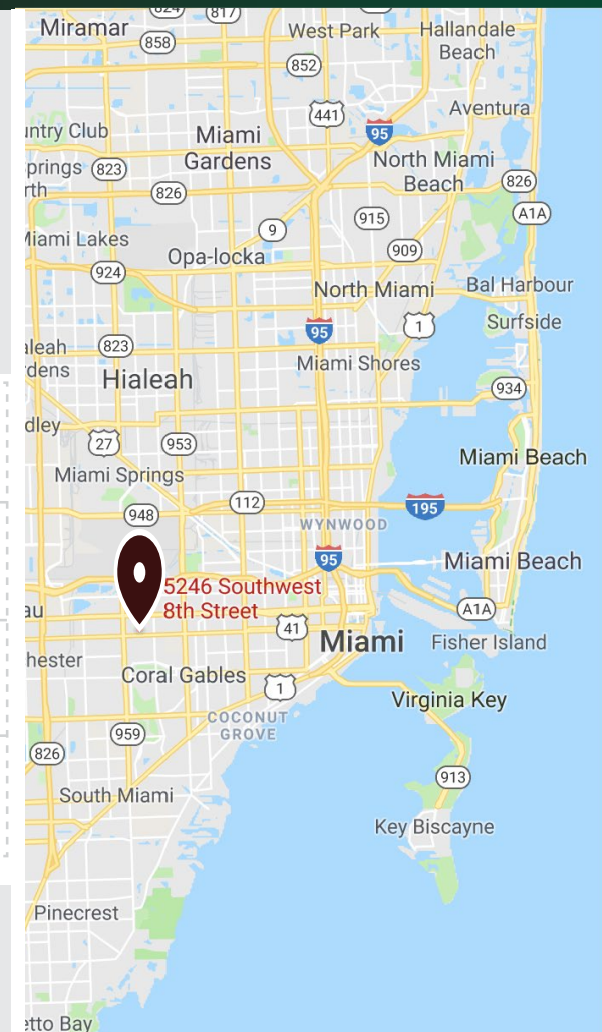 824
817
Miramar
858
West Park
Hallandale
Beach
852
441
Aventura
95
untry Club
Miami
Gardens
prings
rth
823
North Miami
Beach
826
826
915
A1A
9
909
Miami Lakes
Opa-locka
924
North Miami
Bal Harbour
95
1
Surfside
aleah
rdens
823
Miami Shores
Hialeah
934
dley
27
953
Miami Beach
Miami Springs
112
195
948
WYNWOOD
95
Miami Beach
5246 Southwest
8th Street
au
A1A
41
Miami
Fisher Island
hester
Coral Gables
1
Virginia Key
COCONUT
GROVE
959
826
913
South Miami
Key Biscayne
Pinecrest
etto Bay